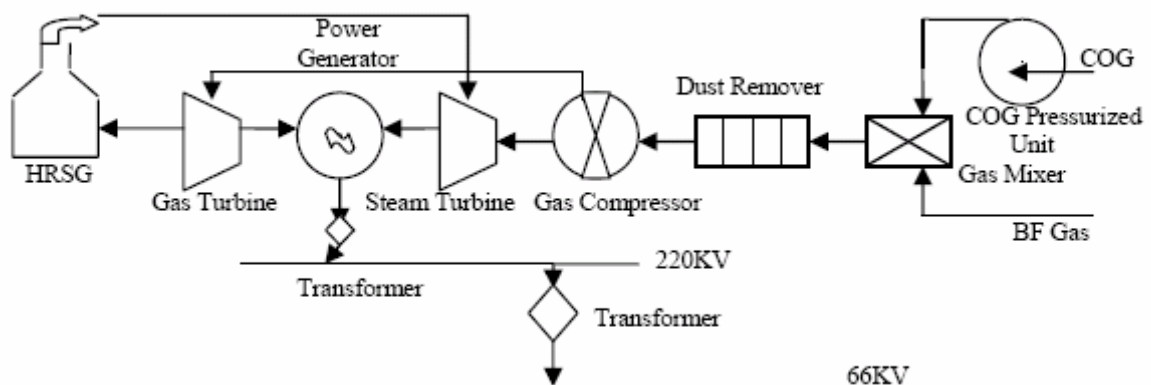 Power
Generator
COG
Dust Remover
COG Pressurized
Unit
HRSG
Gas Turbine
Steam Turbine
Gas Compressor
Gas Mixer
BF Gas
220KV
Transformer
Transformer
66KV